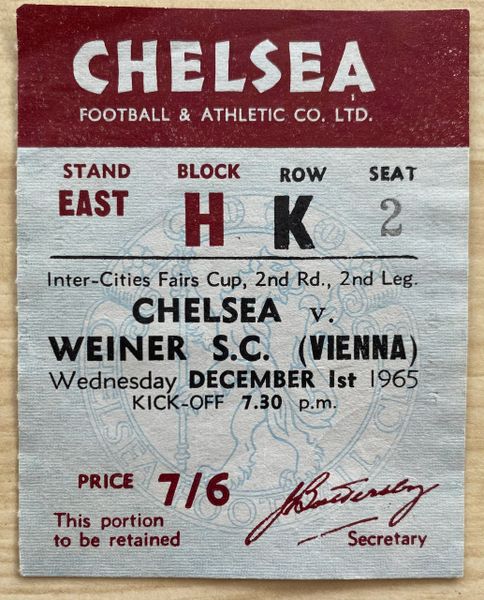 CHELSEA
FOOTBALL & ATHLETIC CO. LTD.
STAND BLOCK ROW SEAT
EAST H K 2
Inter-Cities Fairs Cup, 2nd Rd., 2nd Leg.
CHELSEA v.
WEINER S.C. (VIENNA)
Wednesday DECEMBER 1st 1965
KICK-OFF 7.30 p.m.
PRICE 7/6
This portion
to be retained
Secretary